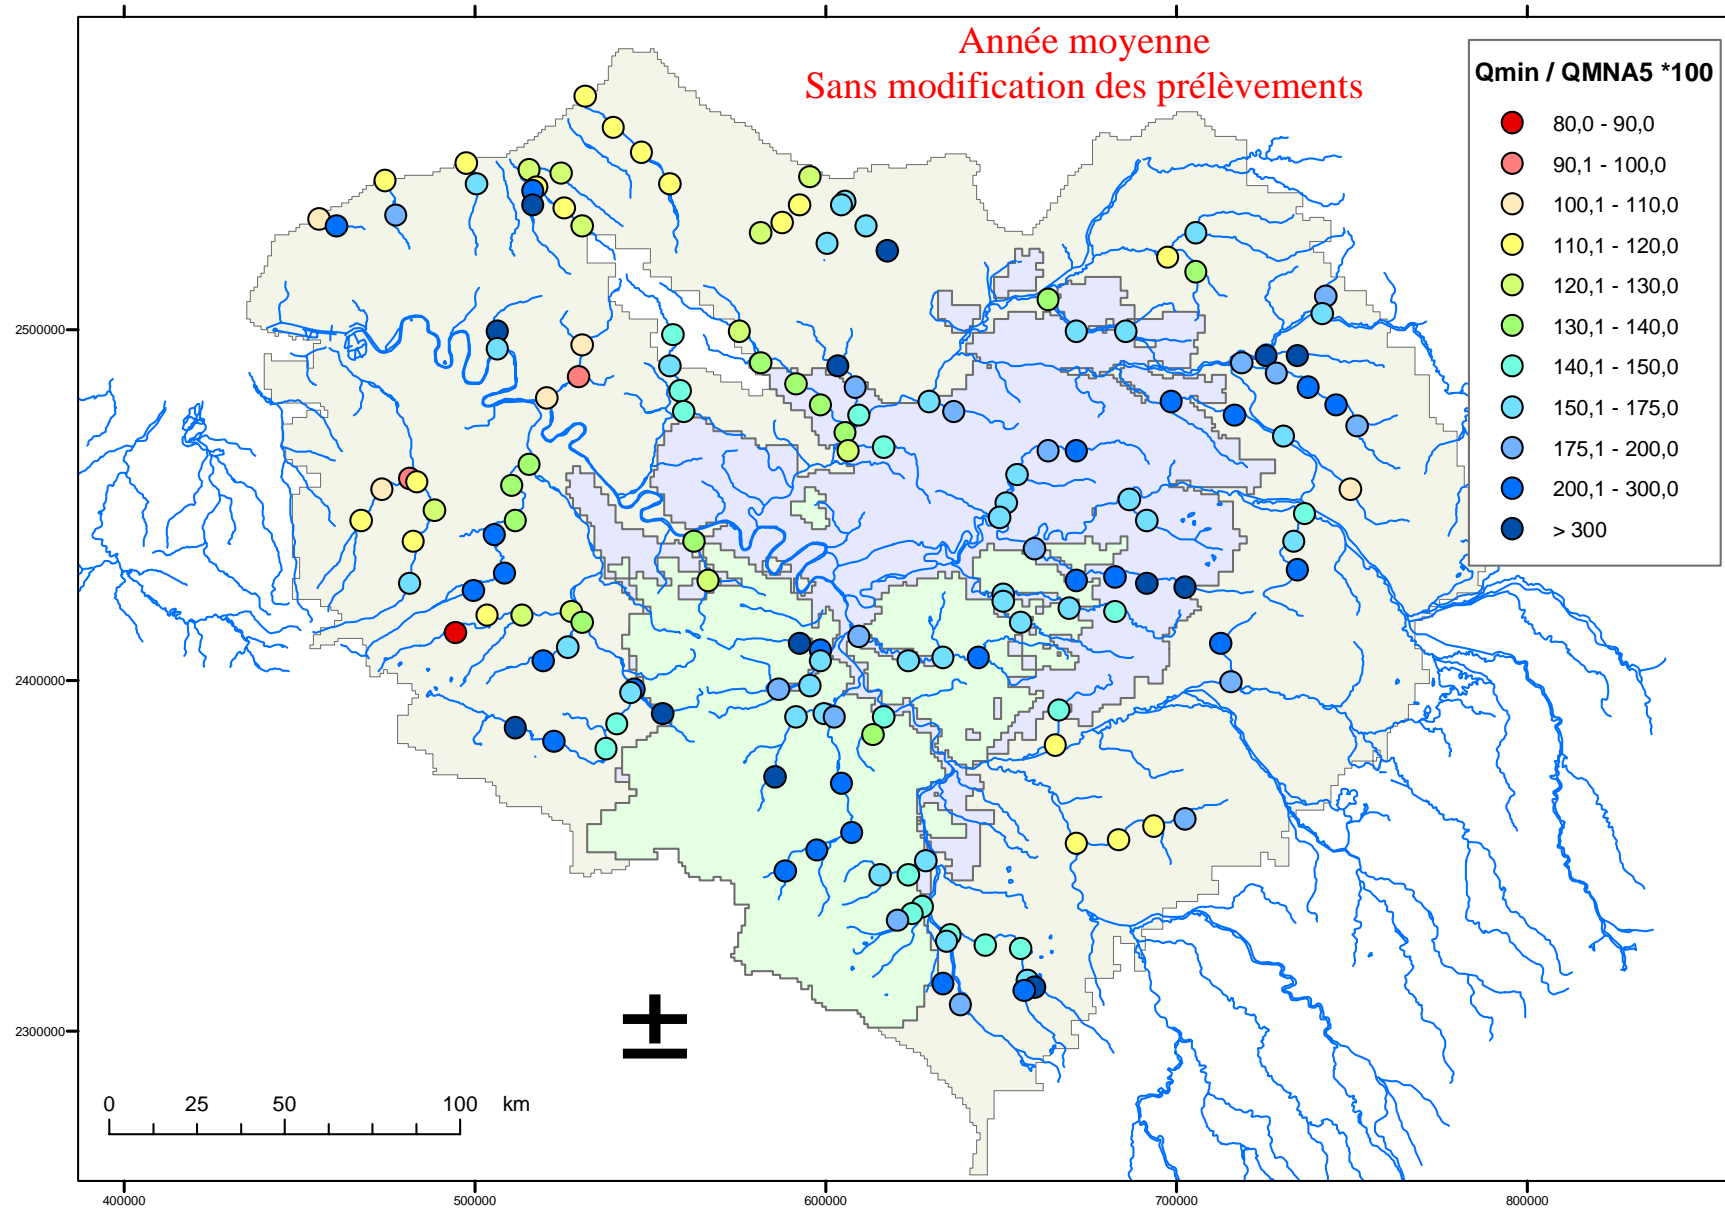 Année moyenne
Sans modification des prélèvements
Qmin / QMNA5 *100
80,0 - 90,0
90,1 - 100,0
100,1 - 110,0
110,1 - 120,0
120,1 - 130,0
130,1 - 140,0
140,1 - 150,0
150,1 - 175,0
175,1 - 200,0
200,1 - 300,0
> 300
2500000
2400000
2300000
0 25 50 100 km
400000 500000 600000 700000 800000